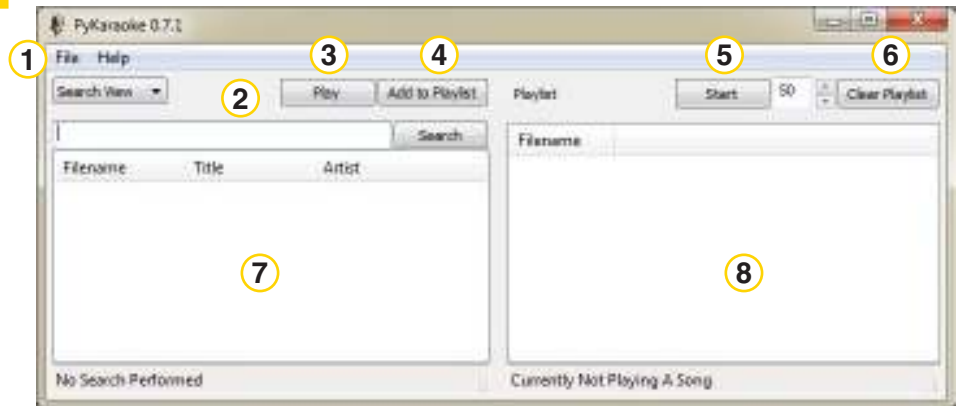 PyKaraoke 0.7.1
1 File Help
3 4 5 6
Search View 2 Play Add to Playlist Playlist Start 50 Clear Playlist
Search Filename
Filename Title Artist
7 8
No Search Performed Currently Not Playing A Song